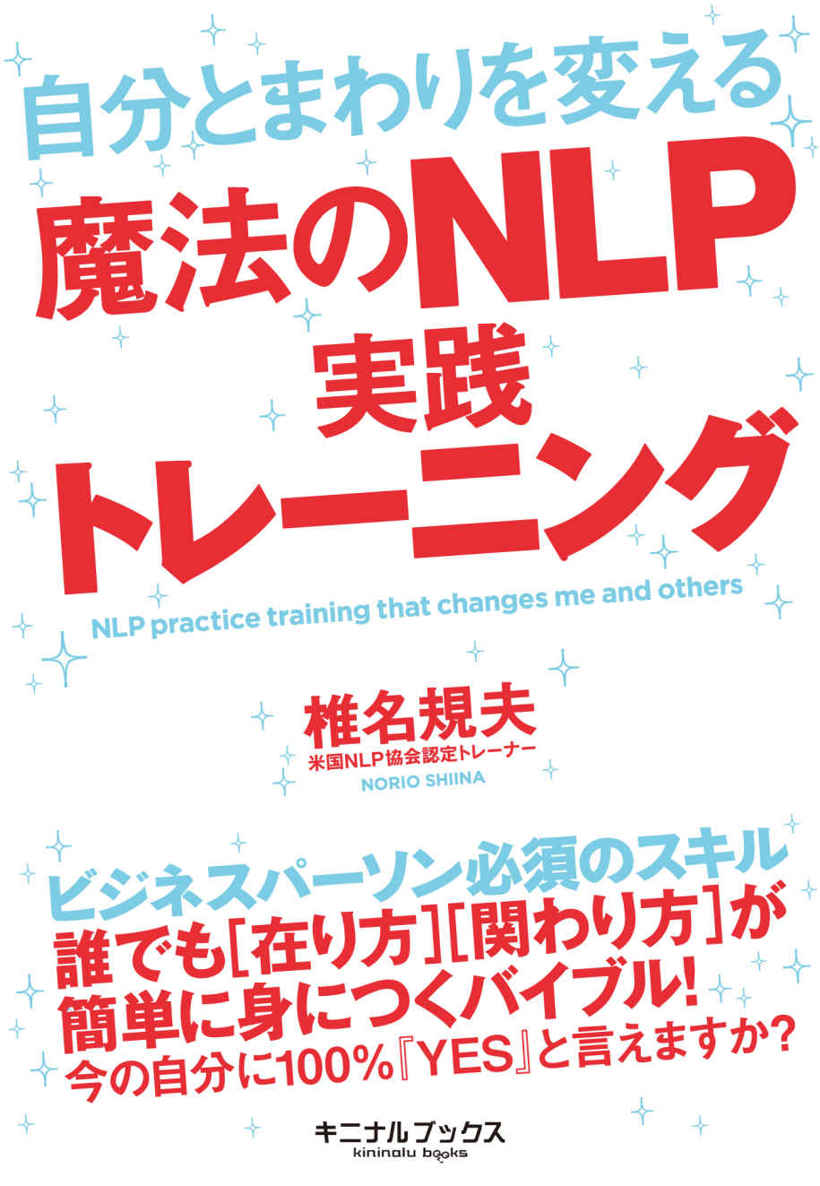 自分とまわりを変える
魔法のNLP
実践
トレーニング
NLP practice training that changes me and others
椎名規夫
米国NLP協会認定トレーナー
NORIO SHIINA
ビジネスパーソン必須のスキル
誰でも[在り方][関わり方]が
簡単に身につくバイブル!
今の自分に100%『YES』と言えますか?
キニナルブックス
kininalu books